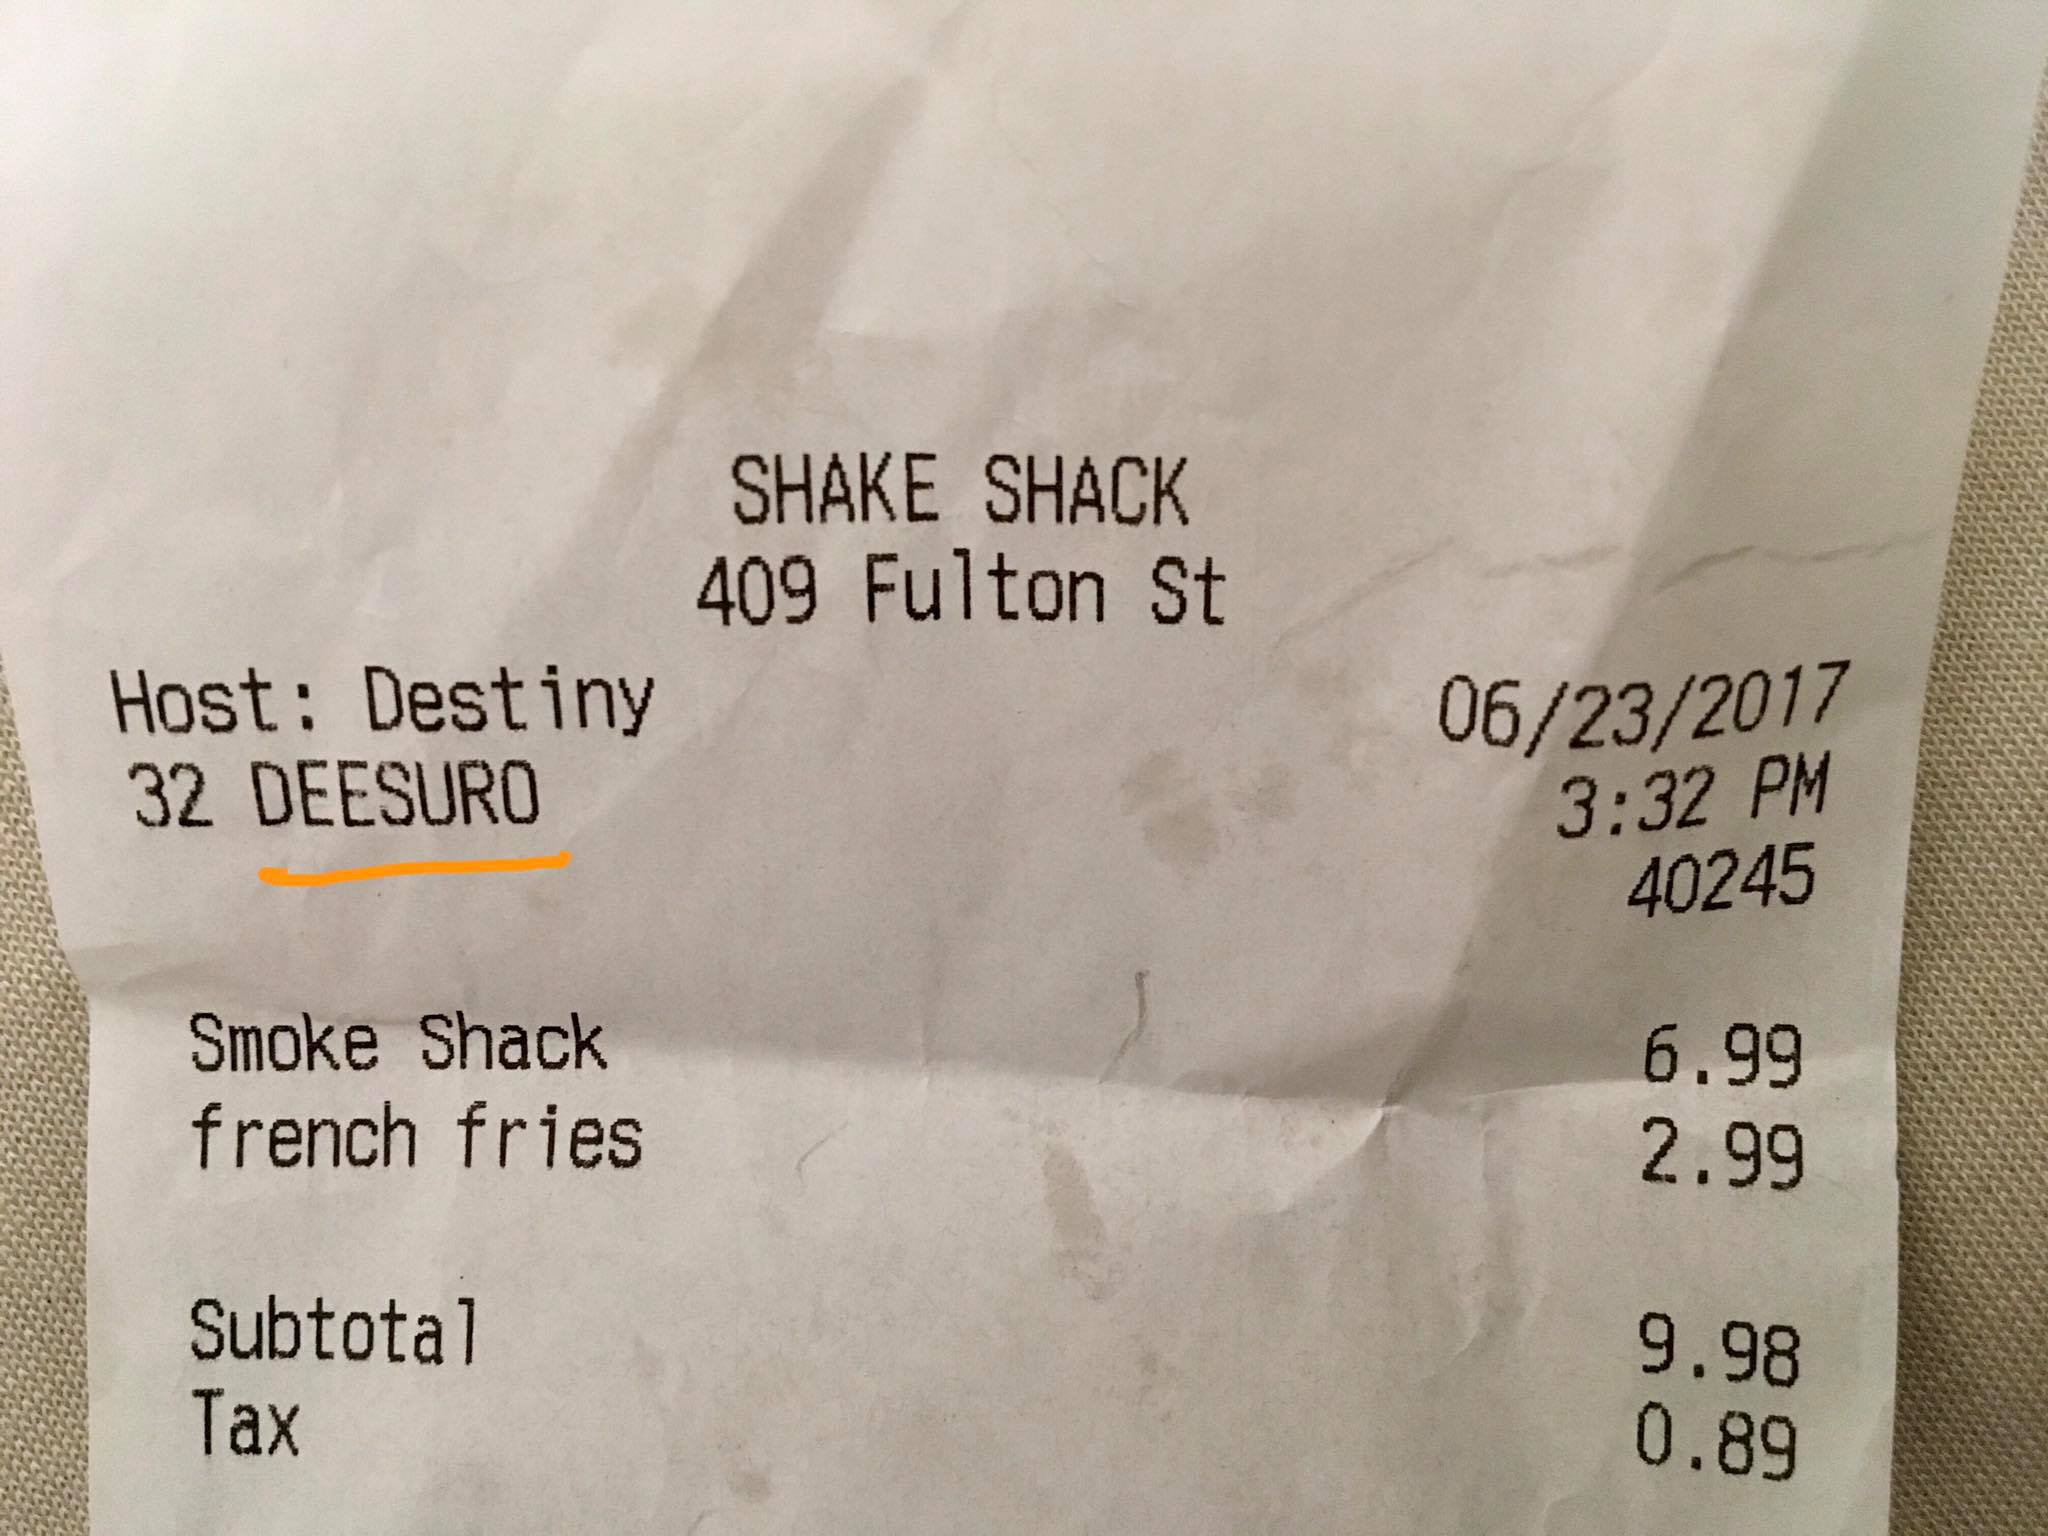 SHAKE SHACK
409 Fulton St
Host: Destiny 06/23/2017
32 DEESURO 3:32 PM
40245
Smoke Shack 6.99
french fries 2.99
Subtotal 9.98
Tax 0.89